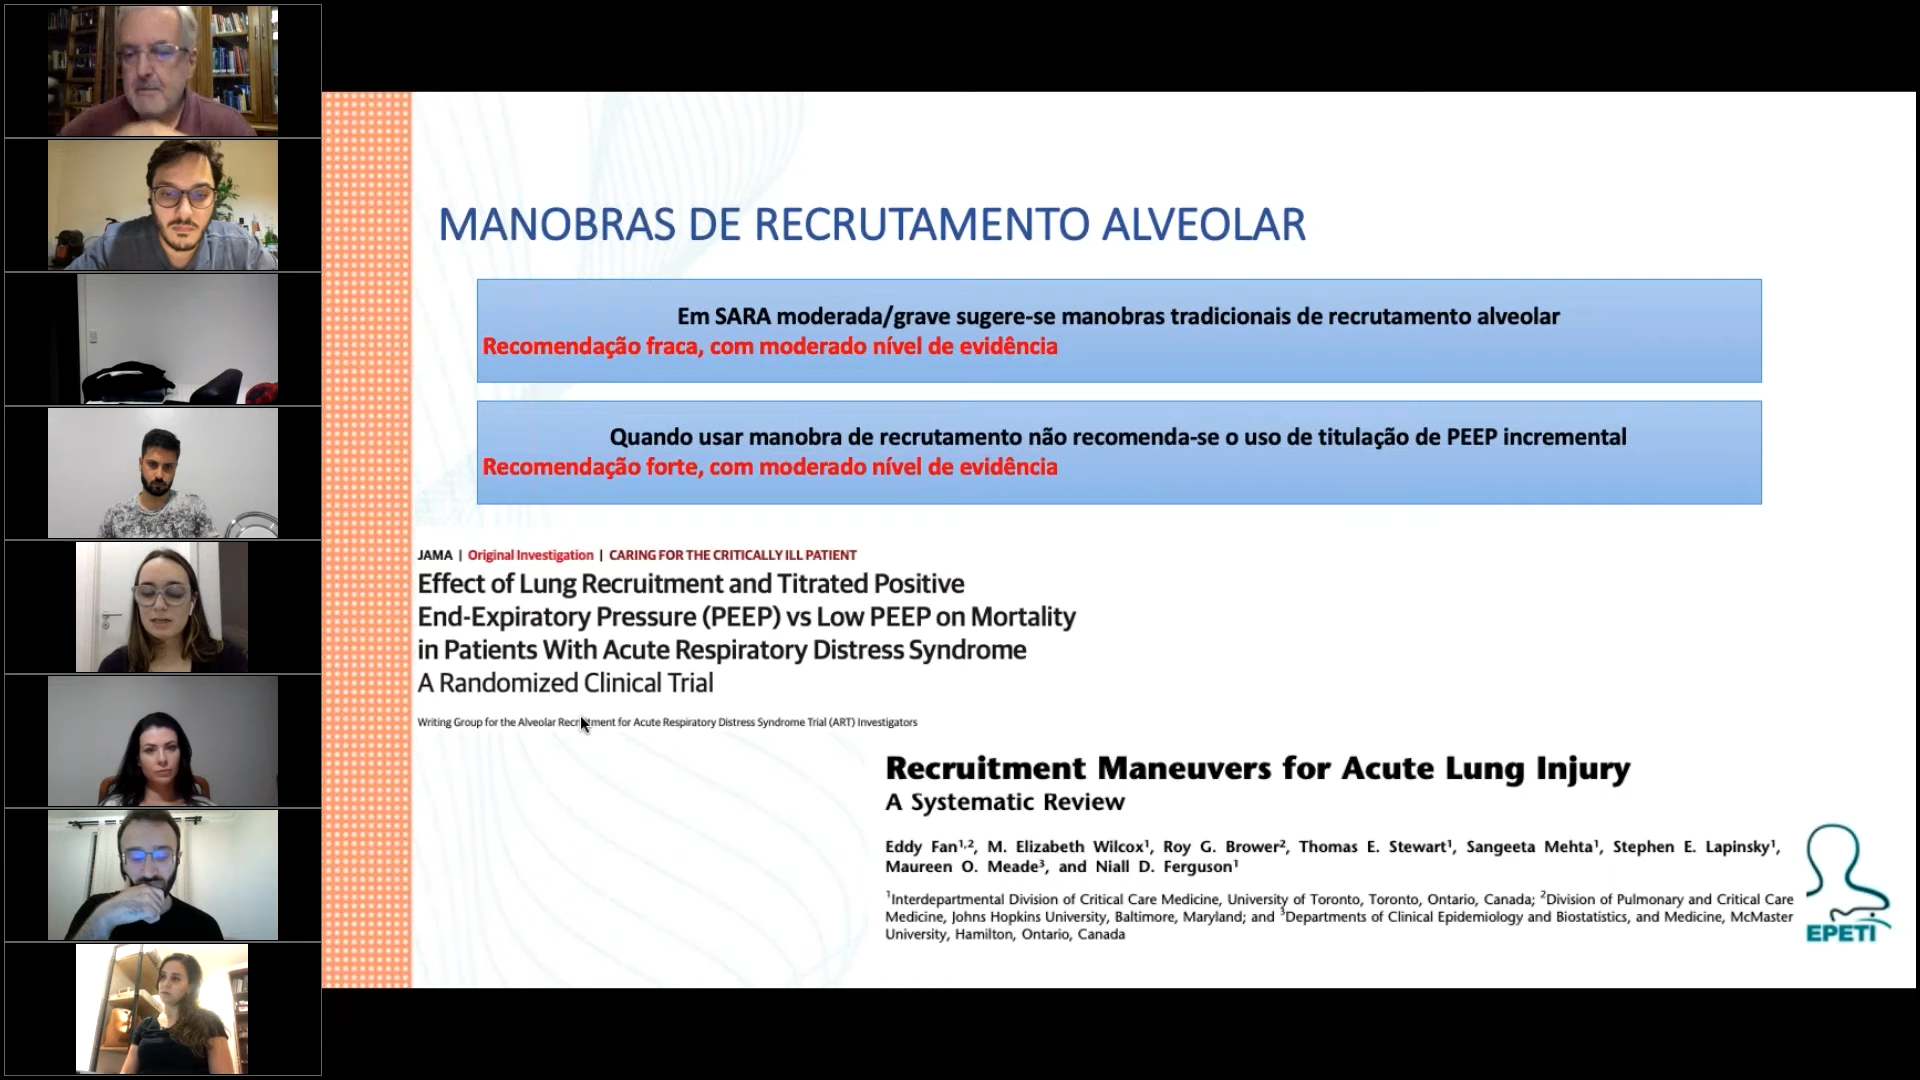 MANOBRAS DE RECRUTAMENTO ALVEOLAR
Em SARA moderada/grave sugere-se manobras tradicionais de recrutamento alveolar
Recomendação fraca, com moderado nível de evidência
Quando usar manobra de recrutamento não recomenda-se o uso de titulação de PEEP incremental
Recomendação forte, com moderado nível de evidência
JAMA | Original Investigation | CARING FOR THE CRITICALLY ILL PATIENT
Effect of Lung Recruitment and Titrated Positive
End-Expiratory Pressure (PEEP) vs Low PEEP on Mortality
in Patients With Acute Respiratory Distress Syndrome
A Randomized Clinical Trial
Writing Group for the Alveolar Recruitment for Acute Respiratory Distress Syndrome Trial (ART) Investigators
Recruitment Maneuvers for Acute Lung Injury
A Systematic Review
Eddy Fan1,2, M. Elizabeth Wilcox1, Roy G. Brower2, Thomas E. Stewart1, Sangeeta Mehta1, Stephen E. Lapinsky1,
Maureen O. Meade3, and Niall D. Ferguson1
1Interdepartmental Division of Critical Care Medicine, University of Toronto, Toronto, Ontario, Canada; 2Division of Pulmonary and Critical Care
Medicine, Johns Hopkins University, Baltimore, Maryland; and 3Departments of Clinical Epidemiology and Biostatistics, and Medicine, McMaster
University, Hamilton, Ontario, Canada
EPETI